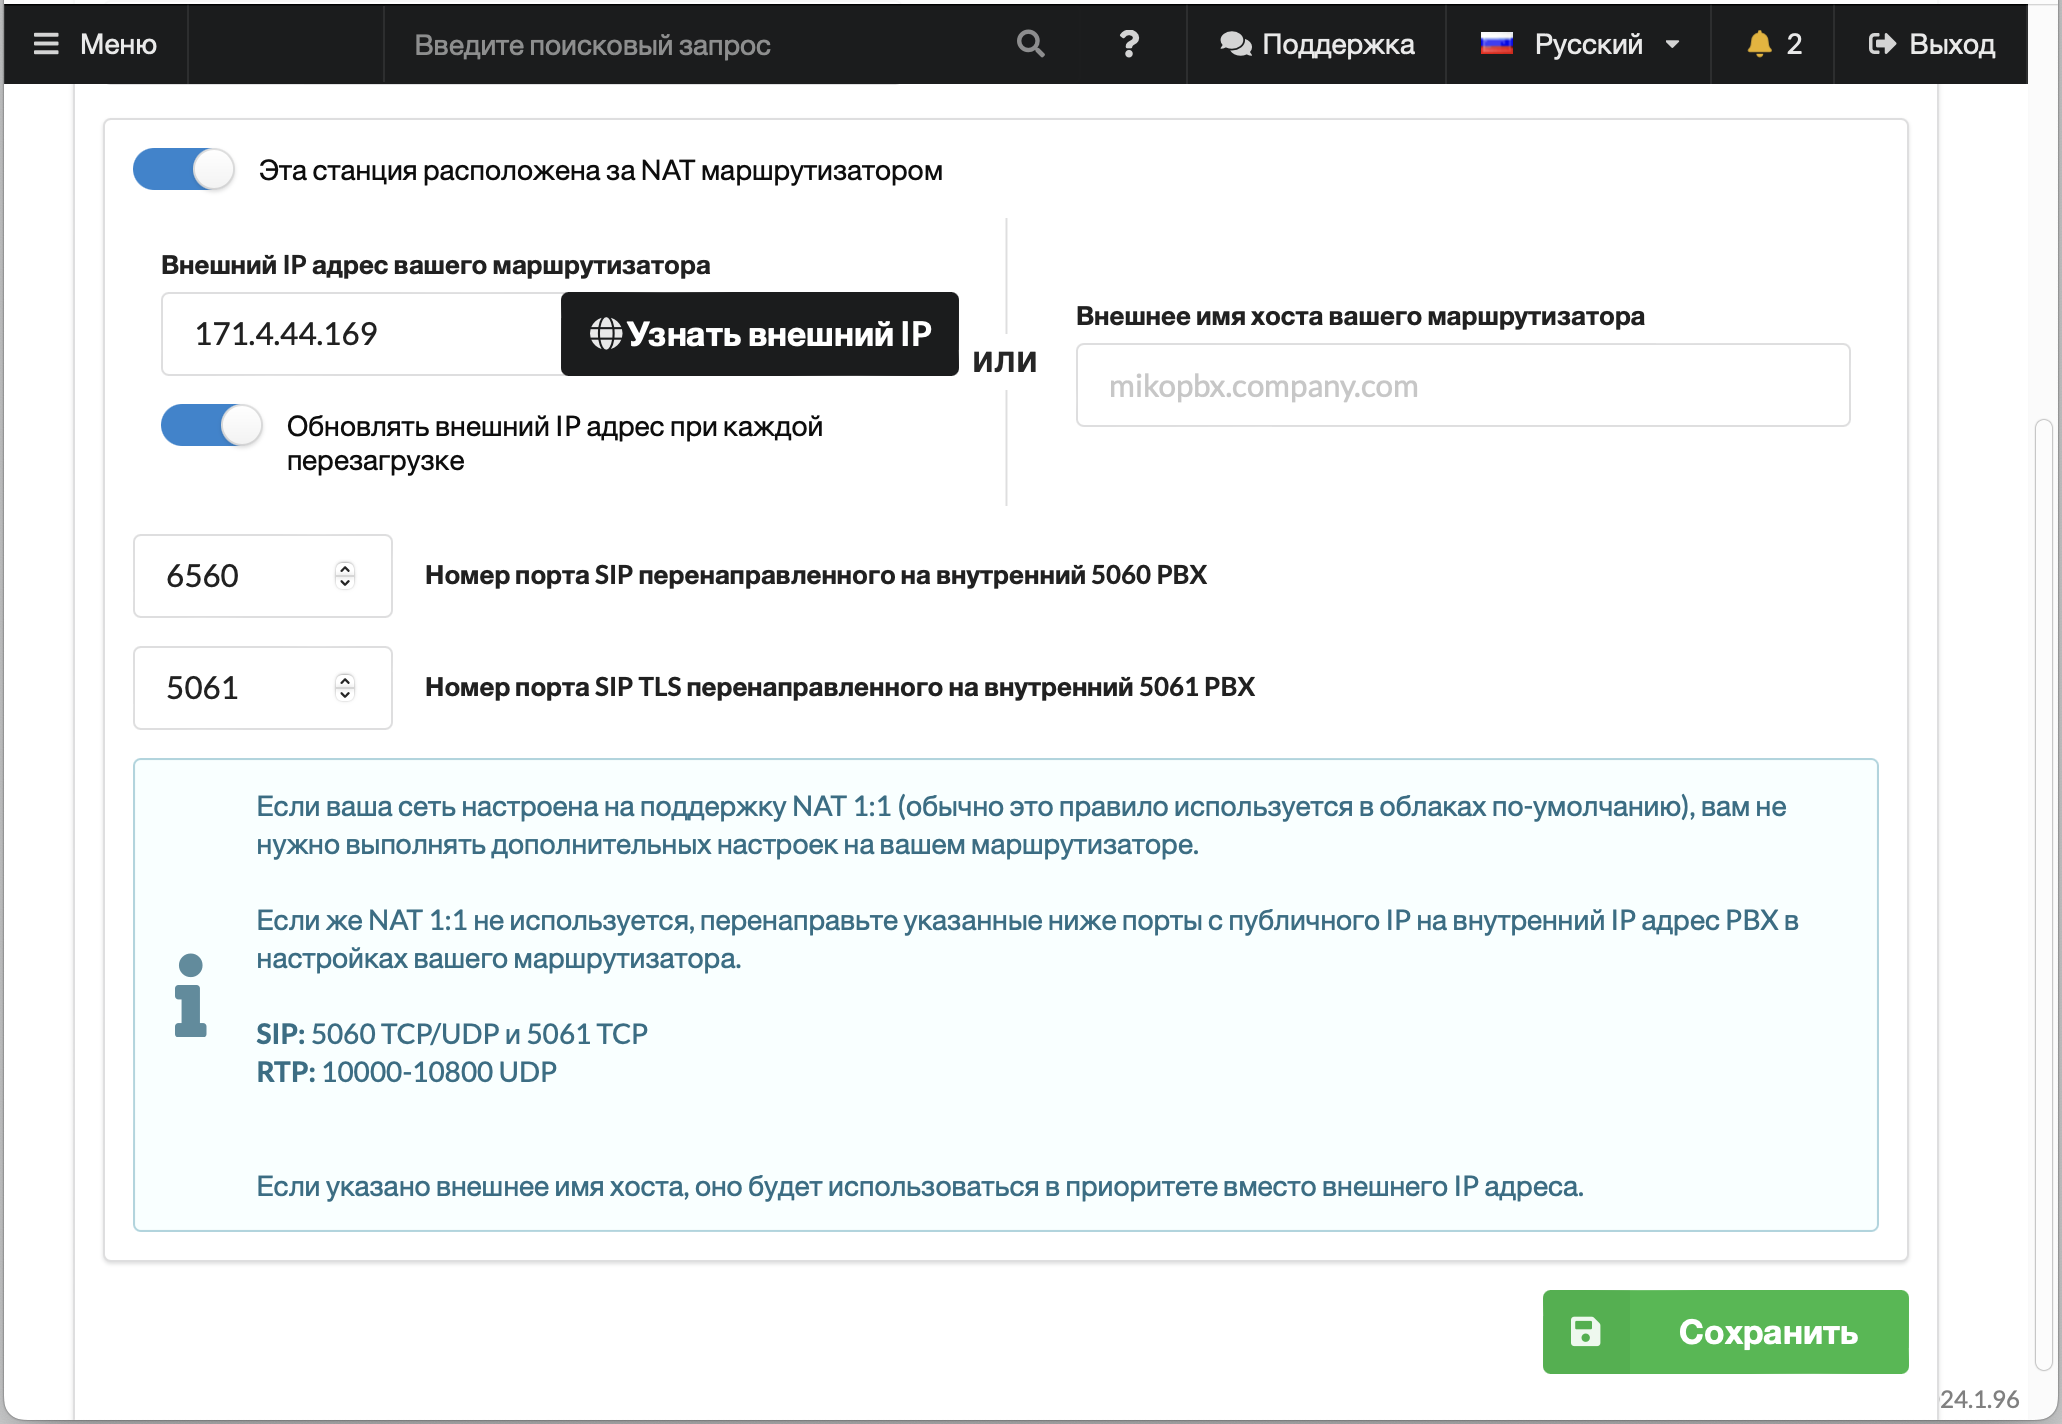 Меню
Введите поисковый запрос
?
Поддержка
Русский
2
Выход
Эта станция расположена за NAT маршрутизатором
Внешний IP адрес вашего маршрутизатора
171.4.44.169
Узнать внешний IP
Обновлять внешний IP адрес при каждой
перезагрузке
ИЛИ
Внешнее имя хоста вашего маршрутизатора
mikopbx.company.com
6560
Номер порта SIP перенаправленного на внутренний 5060 PBX
5061
Номер порта SIP TLS перенаправленного на внутренний 5061 PBX
Если ваша сеть настроена на поддержку NAT 1:1 (обычно это правило используется в облаках по-умолчанию), вам не
нужно выполнять дополнительных настроек на вашем маршрутизаторе.
Если же NAT 1:1 не используется, перенаправьте указанные ниже порты с публичного IP на внутренний IP адрес PBX в
настройках вашего маршрутизатора.
SIP: 5060 TCP/UDP и 5061 TCP
RTP: 10000-10800 UDP
Если указано внешнее имя хоста, оно будет использоваться в приоритете вместо внешнего IP адреса.
Сохранить
24.1.96